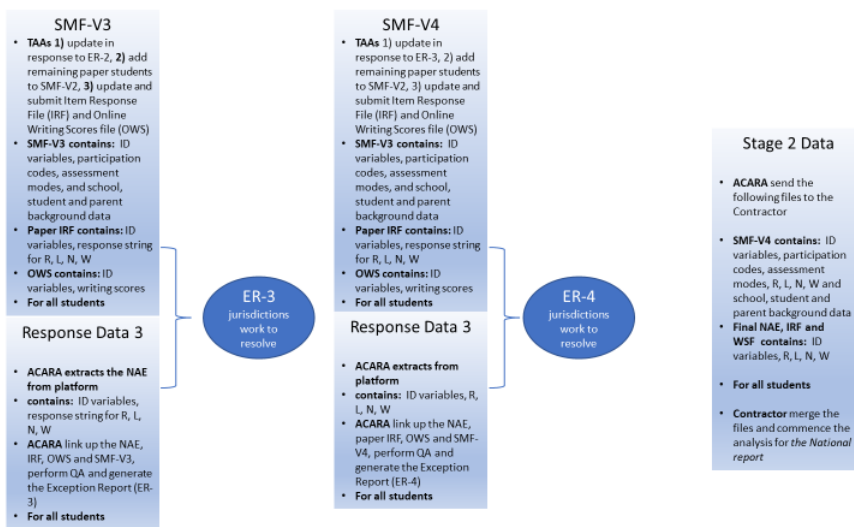 SMF-V3
• TAAs 1) update in
response to ER-2, 2) add
remaining paper students
to SMF-V2, 3) update and
submit Item Response
File (IRF) and Online
Writing Scores file (OWS)
• SMF-V3 contains: ID
variables, participation
codes, assessment
modes, and school,
student and parent
background data
• Paper IRF contains: ID
variables, response string
for R, L, N, W
• OWS contains: ID
variables, writing scores
• For all students
Response Data 3
• ACARA extracts the NAE
from platform
• contains: ID variables,
response string for R, L,
N, W
• ACARA link up the NAE,
IRF, OWS and SMF-V3,
perform QA and generate
the Exception Report (ER-
3)
• For all students
ER-3
jurisdictions
work to
resolve
SMF-V4
• TAAs 1) update in
response to ER-3, 2) add
remaining paper students
to SMF-V2, 3) update and
submit Item Response
File (IRF) and Online
Writing Scores file (OWS)
• SMF-V3 contains: ID
variables, participation
codes, assessment
modes, and school,
student and parent
background data
• Paper IRF contains: ID
variables, response string
for R, L, N, W
• OWS contains: ID
variables, writing scores
• For all students
Response Data 3
• ACARA extracts from
platform
• contains: ID variables, R,
L, N, W
• ACARA link up the NAE,
paper IRF, OWS and SMF-
V4, perform QA and
generate the Exception
Report (ER-4)
• For all students
ER-4
jurisdictions
work to
resolve
Stage 2 Data
• ACARA send the
following files to the
Contractor
• SMF-V4 contains: ID
variables, participation
codes, assessment
modes, R, L, N, W and
school, student and
parent background data
• Final NAE, IRF and
WSF contains: ID
variables, R, L, N, W
• For all students
• Contractor merge the
files and commence the
analysis for the National
report